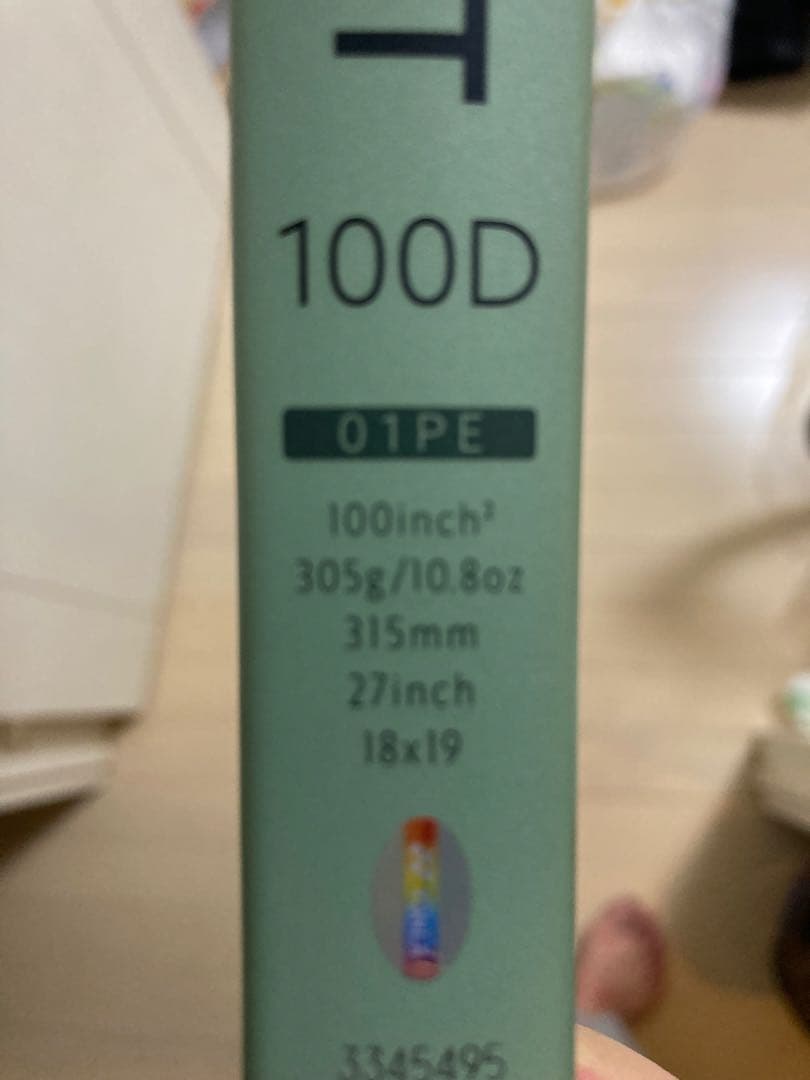 T
100D
01PE
100inch²
305g/10.8oz
315mm
27inch
18x19
3345495